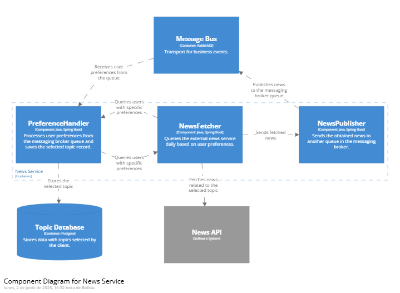 Message Bus
[Container: RabbitMQ]
Transport for business events.
Receives user
preferences from
the queue
Publishes news
to the messaging
broker queue
Queries users
with specific
preferences
PreferenceHandler
[Component: Java, Spring Boot]
Processes user preferences from
the messaging broker queue and
saves the selected topic record.
NewsFetcher
[Component: Java, Spring Boot]
Queries the external news service
daily based on user preferences.
Sends fetched
news
NewsPublisher
[Component: Java, Spring Boot]
Sends the obtained news to
another queue in the messaging
broker.
Queries users
with specific
preferences
News Service
[Container]
Stores the
selected topic
Fetches news
related to the
selected topic
Topic Database
[Container: Postgres]
Stores data with topics selected by
the client.
News API
[Software System]
Component Diagram for News Service